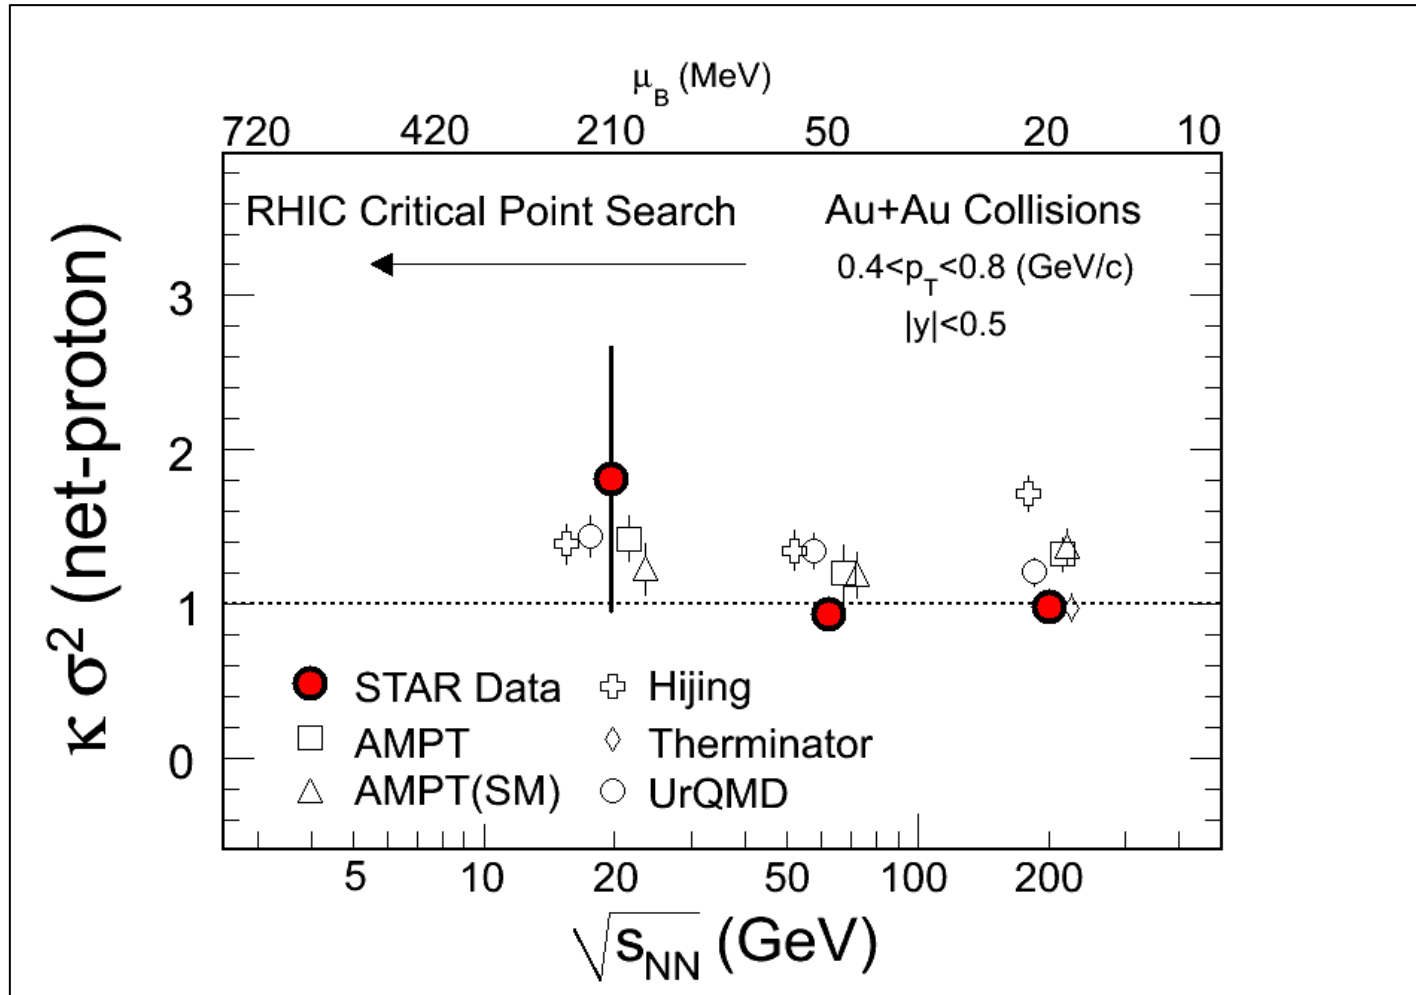 μB (MeV)
720 420 210 50 20 10
RHIC Critical Point Search
Au+Au Collisions
0.4<pT<0.8 (GeV/c)
|y|<0.5
κ σ² (net-proton)
3
2
1
0
STAR Data
Hijing
AMPT
Therminator
AMPT(SM)
UrQMD
5 10 20 50 100 200
√sNN (GeV)